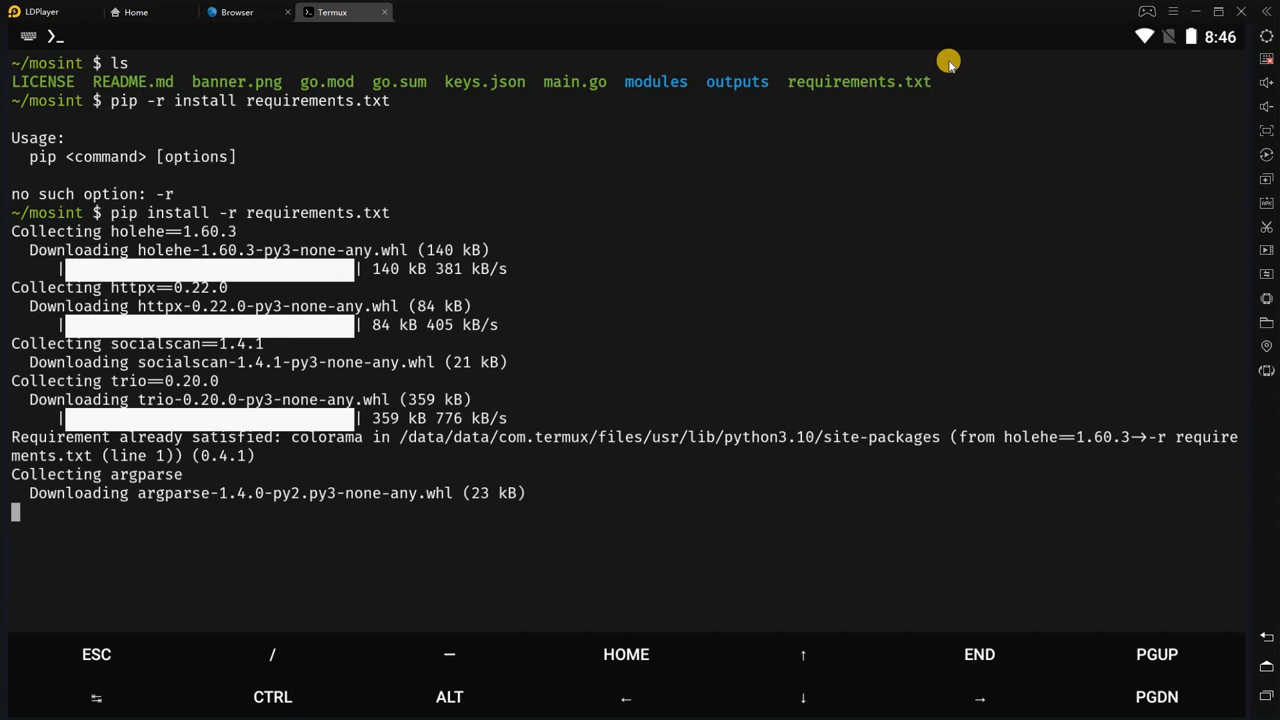 LDPlayer Home Browser Termux
8:46
~/mosint $ ls
LICENSE README.md banner.png go.mod go.sum keys.json main.go modules outputs requirements.txt
~/mosint $ pip -r install requirements.txt
Usage:
pip <command> [options]
no such option: -r
~/mosint $ pip install -r requirements.txt
Collecting holehe==1.60.3
Downloading holehe-1.60.3-py3-none-any.whl (140 kB)
| | 140 kB 381 kB/s
Collecting httpx==0.22.0
Downloading httpx-0.22.0-py3-none-any.whl (84 kB)
| | 84 kB 405 kB/s
Collecting socialscan==1.4.1
Downloading socialscan-1.4.1-py3-none-any.whl (21 kB)
Collecting trio==0.20.0
Downloading trio-0.20.0-py3-none-any.whl (359 kB)
| | 359 kB 776 kB/s
Requirement already satisfied: colorama in /data/data/com.termux/files/usr/lib/python3.10/site-packages (from holehe==1.60.3->-r require
ments.txt (line 1)) (0.4.1)
Collecting argparse
Downloading argparse-1.4.0-py2.py3-none-any.whl (23 kB)
ESC / — HOME ↑ END PGUP
↹ CTRL ALT ← ↓ → PGDN